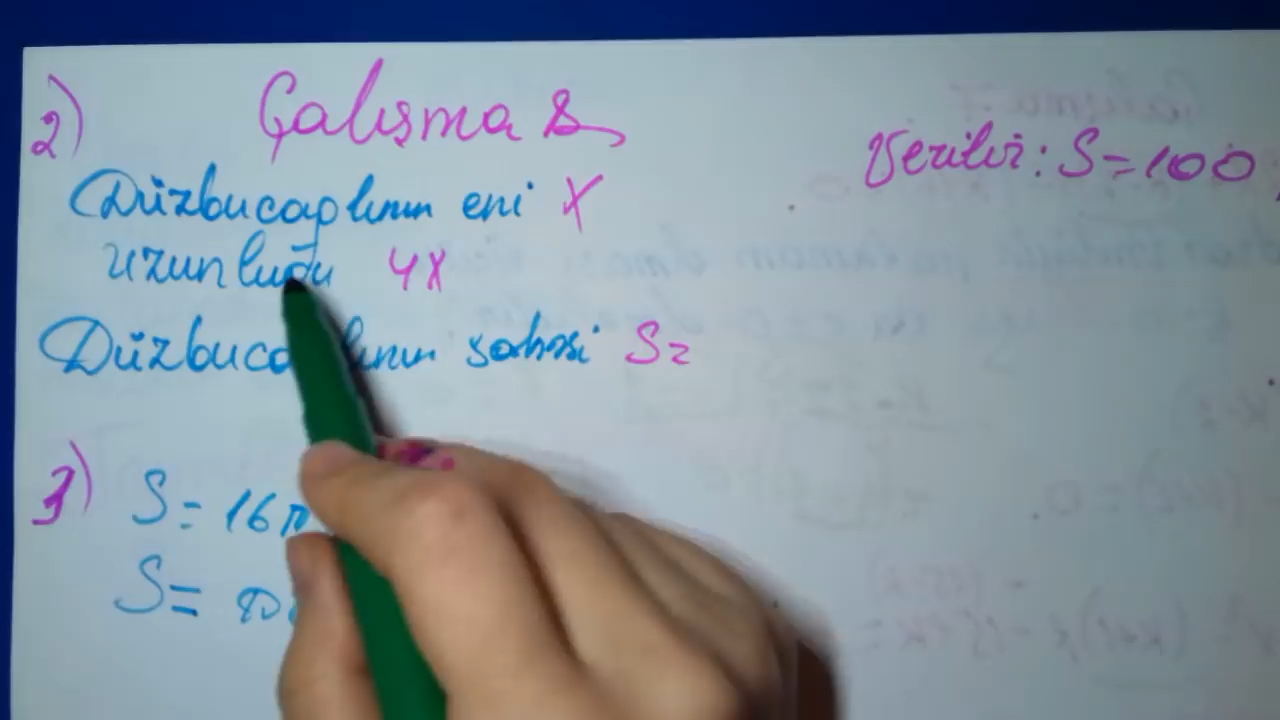 2) Çalışma 8
Verilir: S=100
Düzbucaqlının eni X
uzunluğu 4X
Düzbucaqlının sahəsi S=
3) S=16π
S=